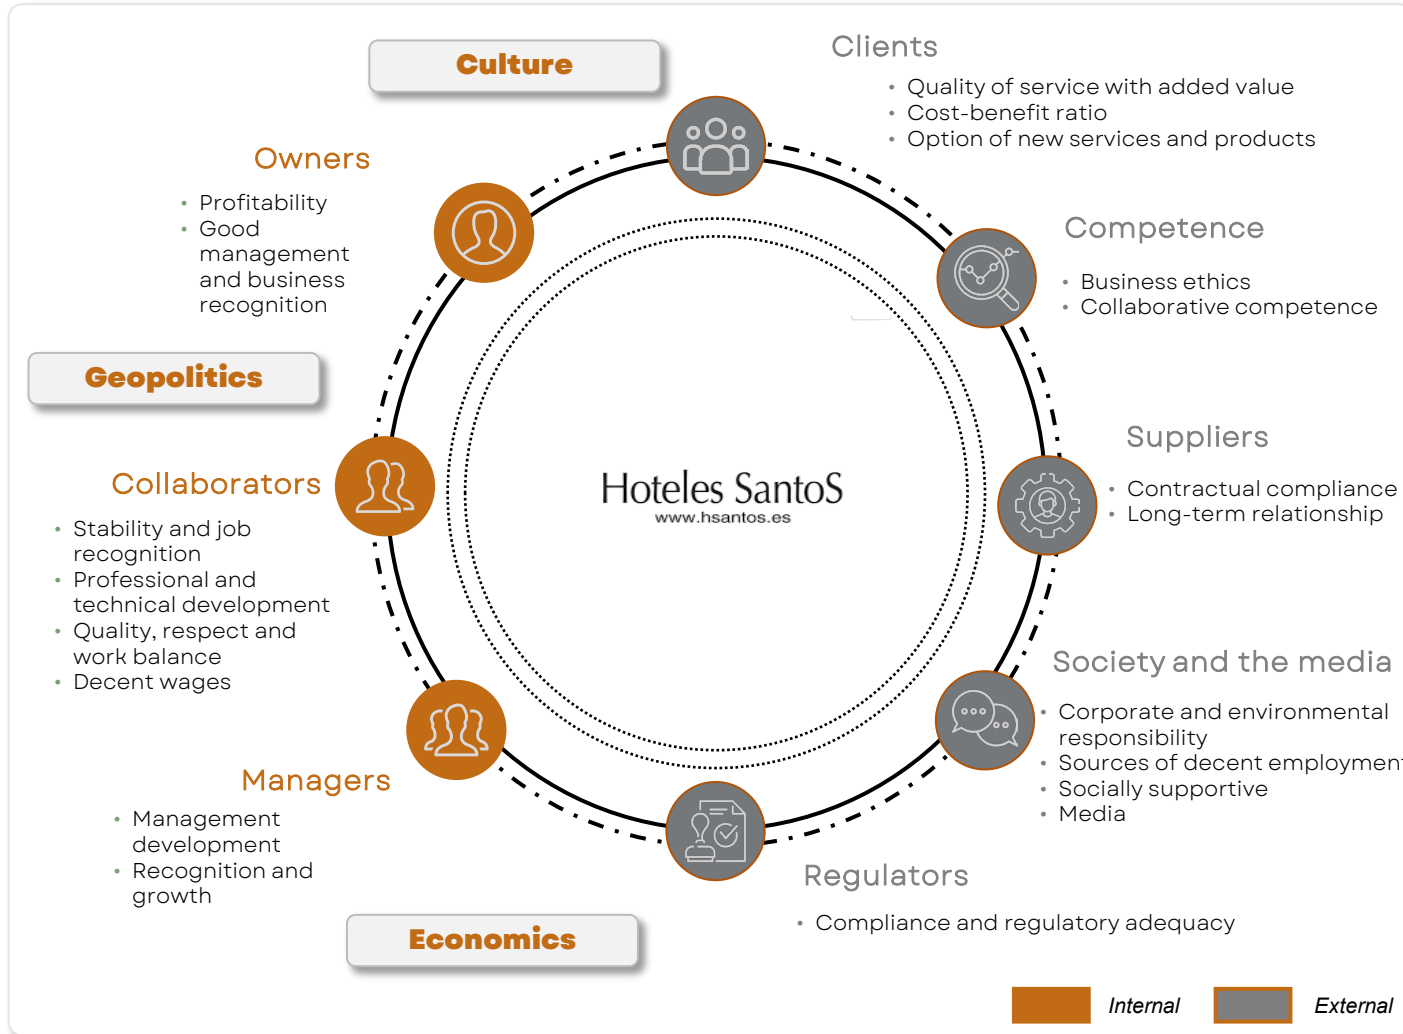 Culture
Clients
• Quality of service with added value
• Cost-benefit ratio
• Option of new services and products
Owners
• Profitability
• Good
management
and business
recognition
Competence
• Business ethics
• Collaborative competence
Geopolitics
Suppliers
• Contractual compliance
• Long-term relationship
Collaborators
• Stability and job
recognition
• Professional and
technical development
• Quality, respect and
work balance
• Decent wages
Hoteles SantoS
www.hsantos.es
Society and the media
• Corporate and environmental
responsibility
• Sources of decent employment
• Socially supportive
• Media
Managers
• Management
development
• Recognition and
growth
Regulators
• Compliance and regulatory adequacy
Economics
Internal
External